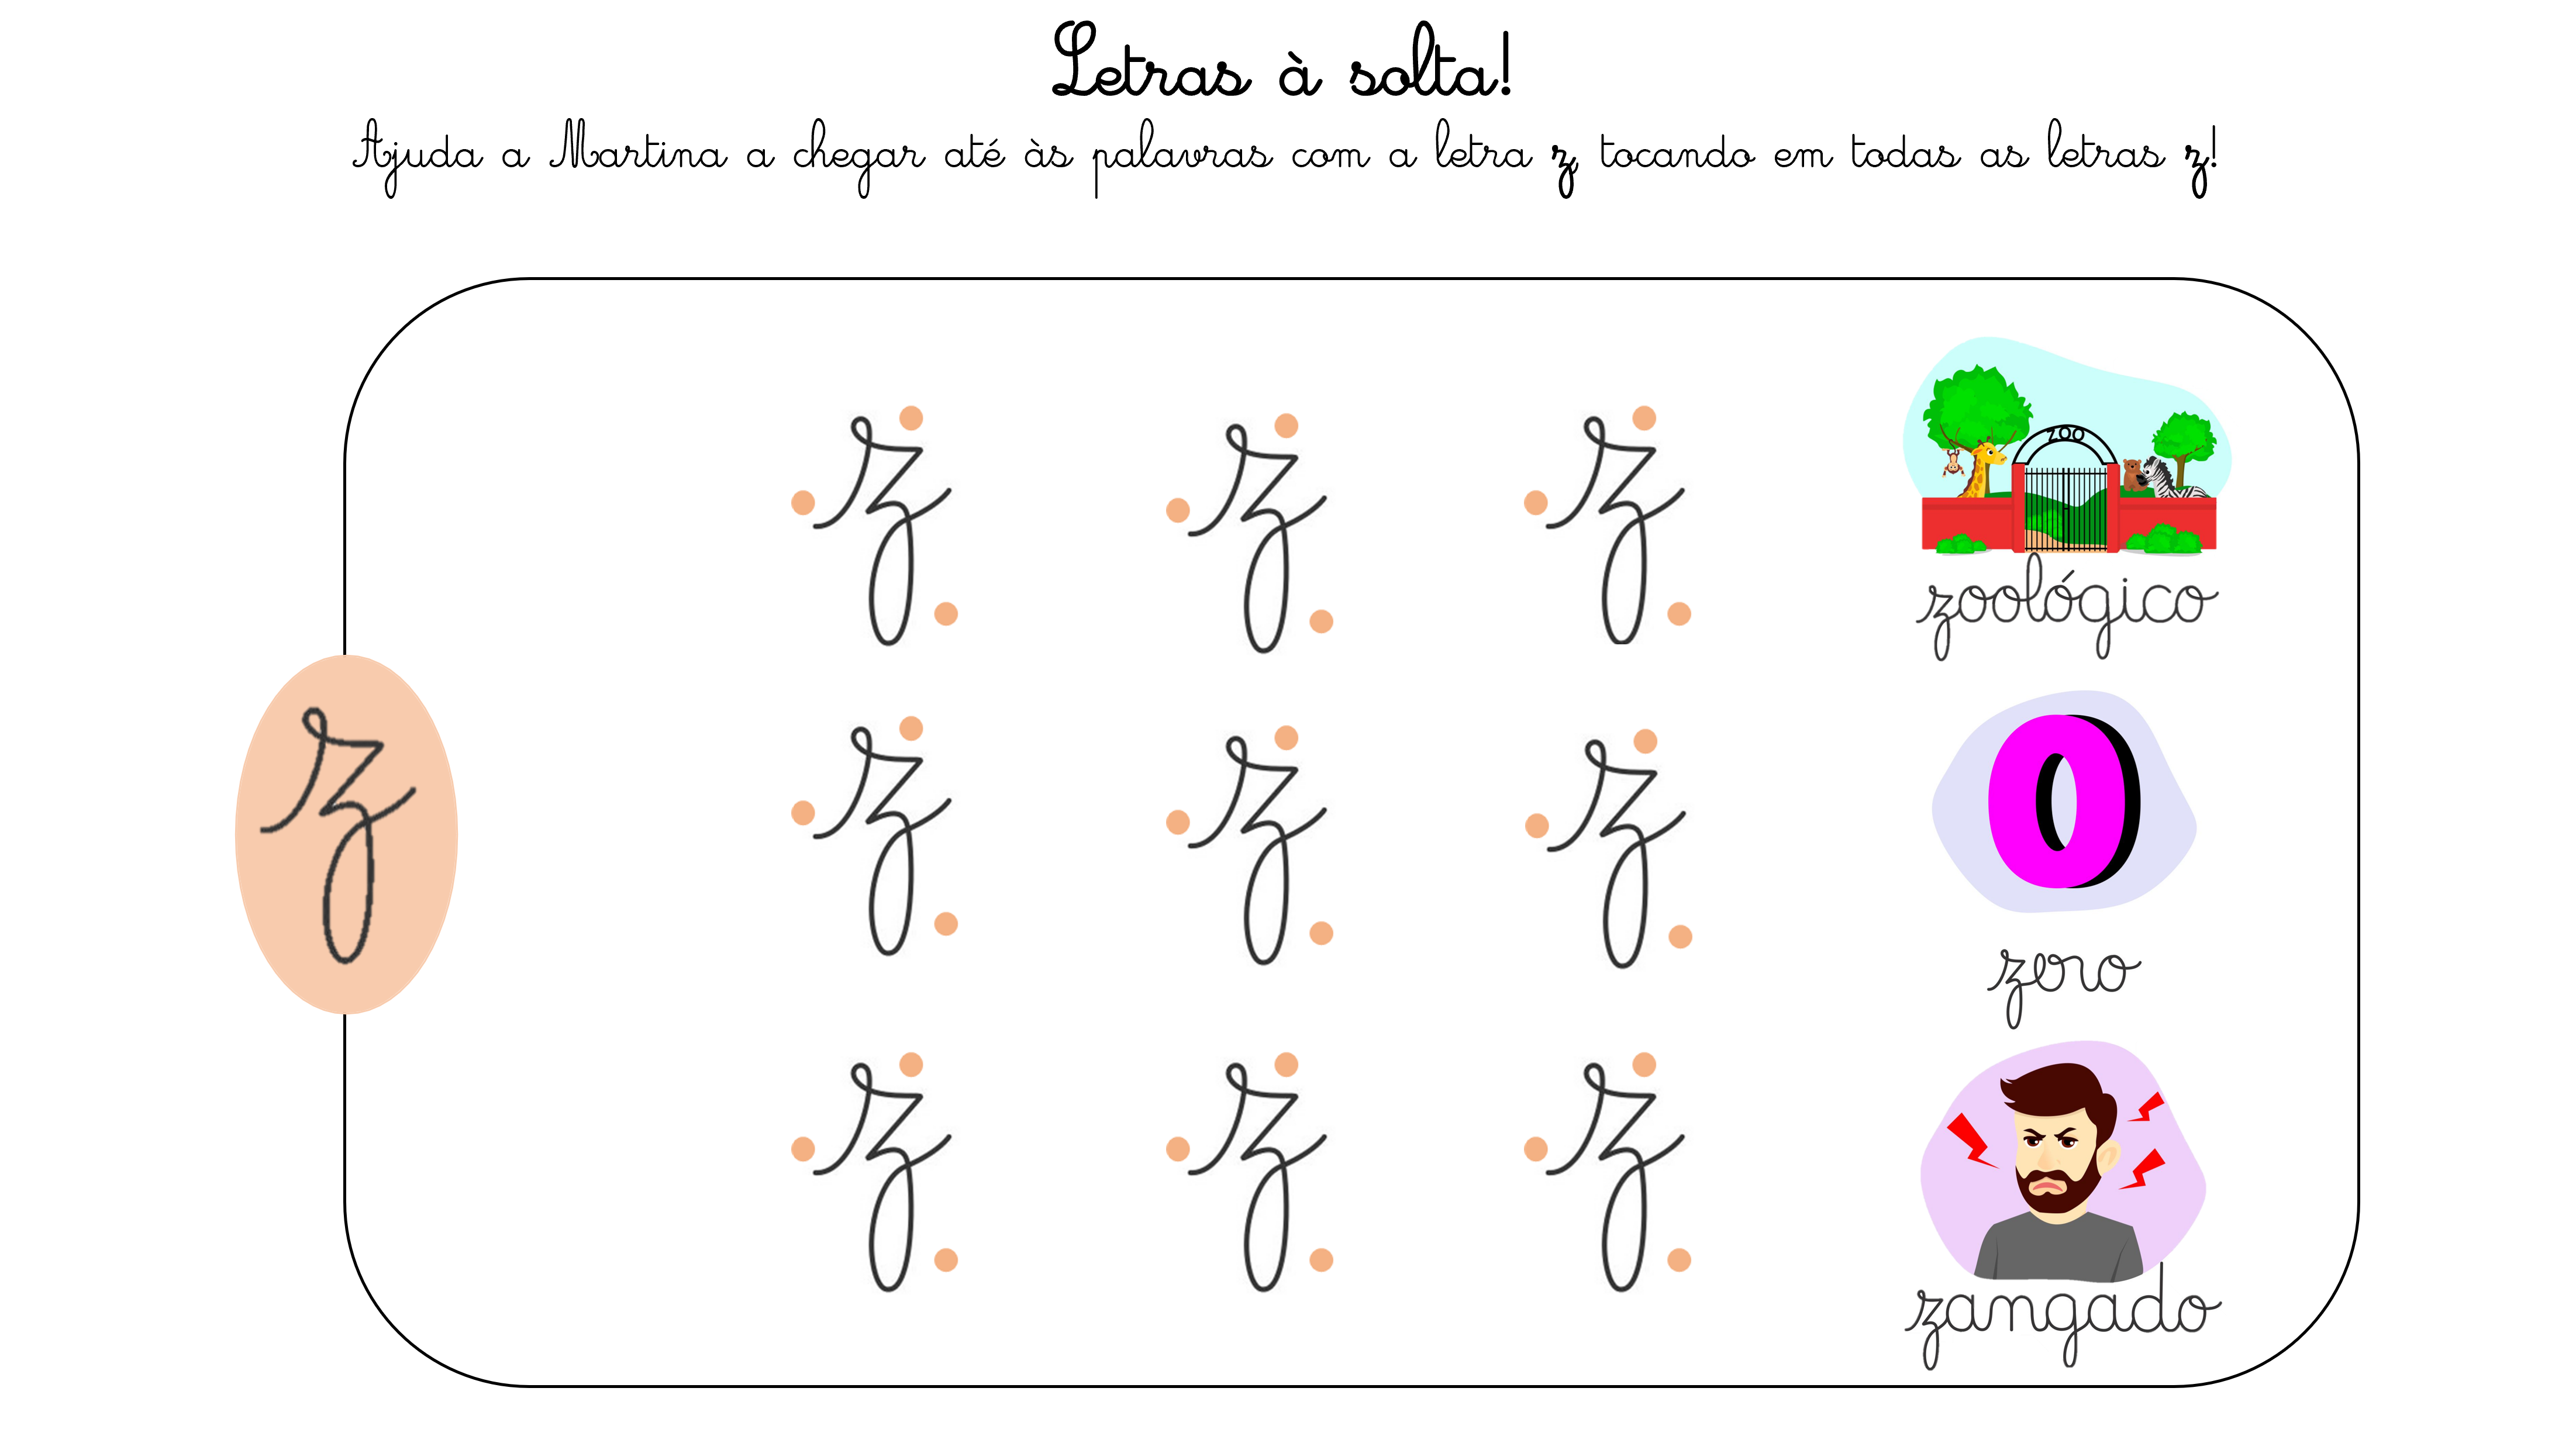 Letras à solta!
Ajuda a Martina a chegar até às palavras com a letra z tocando em todas as letras z!
z z z
ZOO
zoológico
z
z z z
0
zero
z z z
zangado